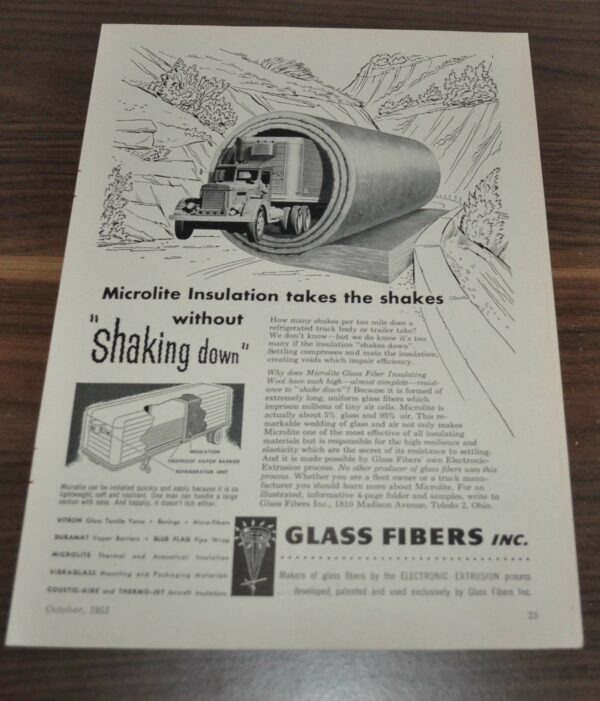 Microlite Insulation takes the shakes
without
"shaking down"
How many shakes per ton mile does a
refrigerated truck body or trailer take?
We don't know—but we do know it's too
many if the insulation "shakes down".
Settling compresses and mats the insulation,
creating voids which impair efficiency.
Why does Microlite Glass Fiber Insulating
Wool have such high—almost complete—resist-
ance to "shake down"? Because it is formed of
extremely long, uniform glass fibers which
imprison millions of tiny air cells. Microlite is
actually about 5% glass and 95% air. This re-
markable wedding of glass and air not only makes
Microlite one of the most effective of all insulating
materials but is responsible for the high resilience and
elasticity which are the secret of its resistance to settling.
And it is made possible by Glass Fibers' own Electronic-
Extrusion process. No other producer of glass fibers uses this
process. Whether you are a fleet owner or a truck manu-
facturer you should learn more about Microlite. For an
illustrated, informative 4-page folder and samples, write to
Glass Fibers Inc., 1810 Madison Avenue, Toledo 2, Ohio.
INSULATION
FIREPROOF VAPOR BARRIER
REFRIGERATOR UNIT
Microlite can be installed quickly and easily because it is so
lightweight, soft and resilient. One man can handle a large
section with ease. And happily, it doesn't itch either.
VITRON Glass Textile Yarns • Rovings • Micro-Fibers
DURAMAT Vapor Barriers • BLUE FLAG Pipe Wrap
MICROLITE Thermal and Acoustical Insulation
VIBRAGLASS Mounting and Packaging Materials
COUSTIC-AIRE and THERMO-JET Aircraft Insulations
GLASS FIBERS INC.
Makers of glass fibers by the ELECTRONIC-EXTRUSION process
. . . developed, patented and used exclusively by Glass Fibers Inc.
October, 1953
23